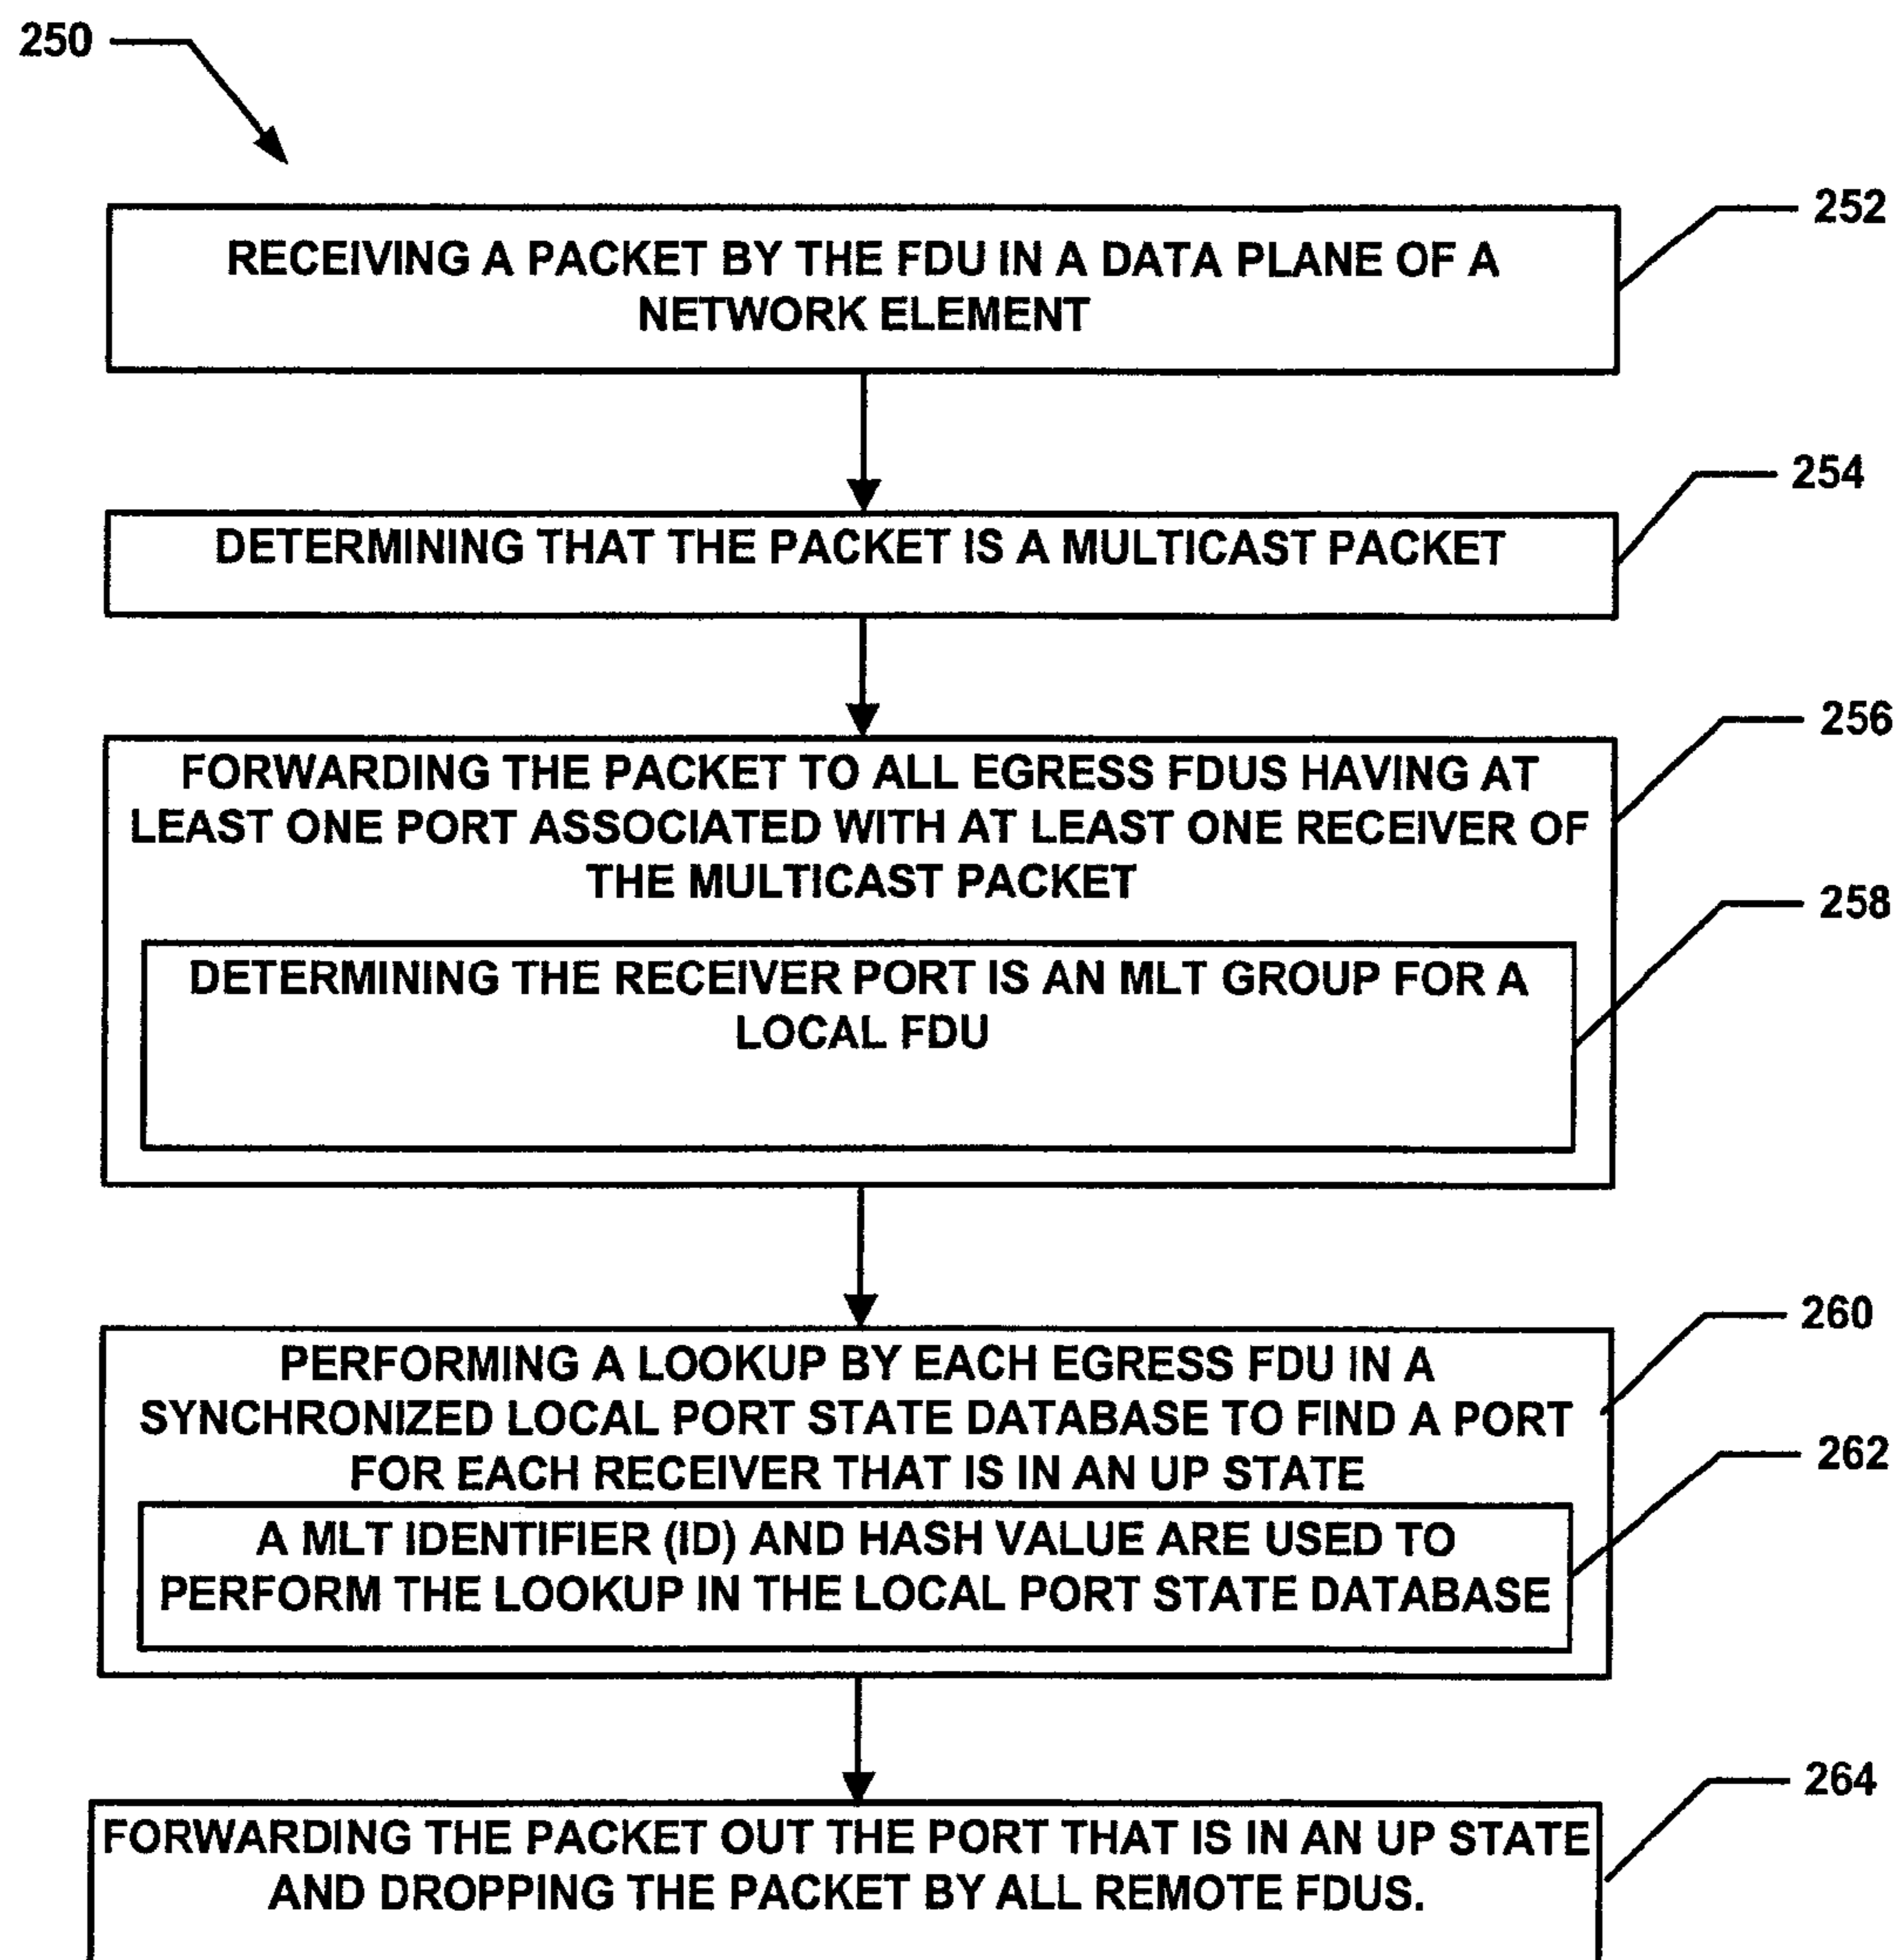 250
252
RECEIVING A PACKET BY THE FDU IN A DATA PLANE OF A
NETWORK ELEMENT
254
DETERMINING THAT THE PACKET IS A MULTICAST PACKET
256
FORWARDING THE PACKET TO ALL EGRESS FDUS HAVING AT
LEAST ONE PORT ASSOCIATED WITH AT LEAST ONE RECEIVER OF
THE MULTICAST PACKET
258
DETERMINING THE RECEIVER PORT IS AN MLT GROUP FOR A
LOCAL FDU
260
PERFORMING A LOOKUP BY EACH EGRESS FDU IN A
SYNCHRONIZED LOCAL PORT STATE DATABASE TO FIND A PORT
FOR EACH RECEIVER THAT IS IN AN UP STATE
262
A MLT IDENTIFIER (ID) AND HASH VALUE ARE USED TO
PERFORM THE LOOKUP IN THE LOCAL PORT STATE DATABASE
264
FORWARDING THE PACKET OUT THE PORT THAT IS IN AN UP STATE
AND DROPPING THE PACKET BY ALL REMOTE FDUS.